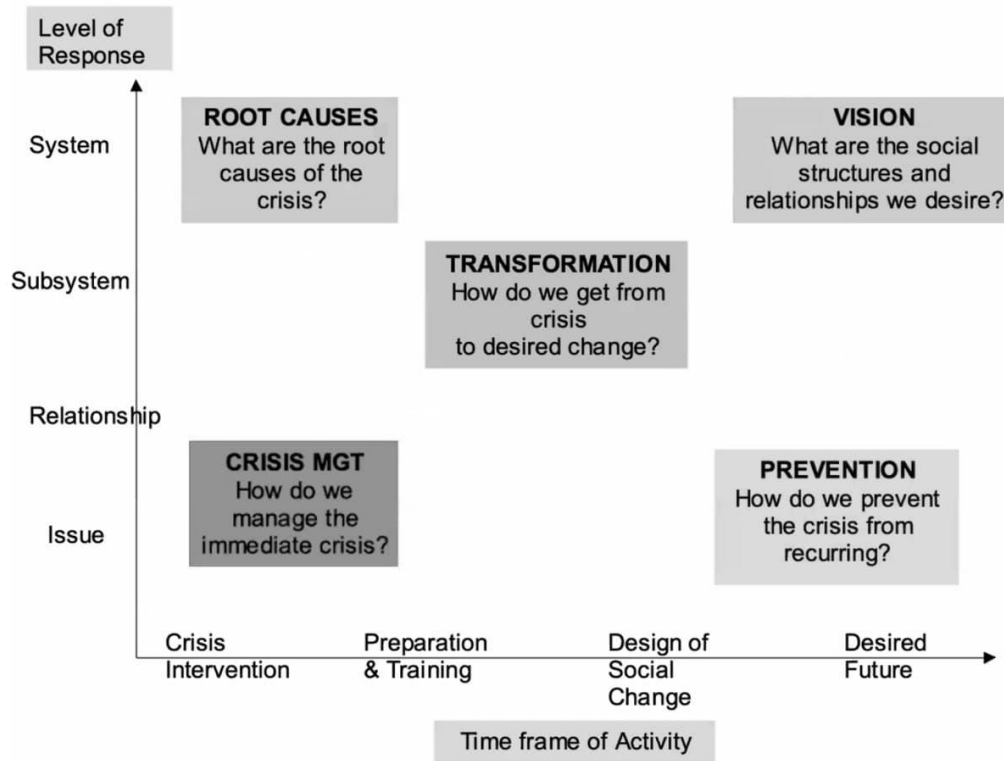 Level of
Response
System
ROOT CAUSES
What are the root
causes of the
crisis?
VISION
What are the social
structures and
relationships we desire?
Subsystem
TRANSFORMATION
How do we get from
crisis
to desired change?
Relationship
CRISIS MGT
How do we
manage the
immediate crisis?
PREVENTION
How do we prevent
the crisis from
recurring?
Issue
Crisis
Intervention
Preparation
& Training
Design of
Social
Change
Desired
Future
Time frame of Activity